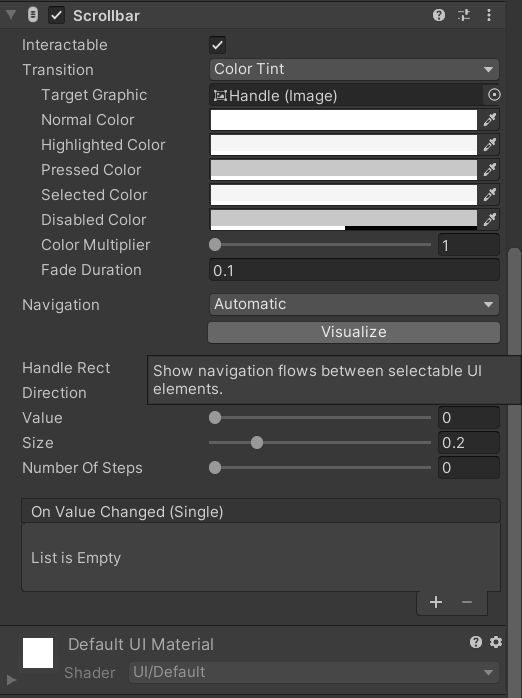 Scrollbar
Interactable
Transition Color Tint
Target Graphic Handle (Image)
Normal Color
Highlighted Color
Pressed Color
Selected Color
Disabled Color
Color Multiplier 1
Fade Duration 0.1
Navigation Automatic
Visualize
Handle Rect
Show navigation flows between selectable UI
elements.
Direction
Value 0
Size 0.2
Number Of Steps 0
On Value Changed (Single)
List is Empty
Default UI Material
Shader UI/Default